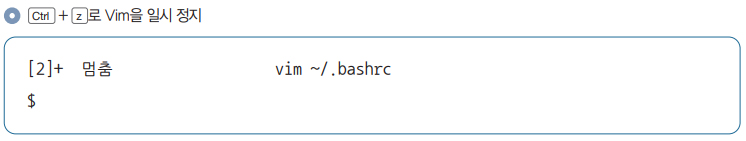 Ctrl + z로 Vim을 일시 정지
[2]+ 멈춤 vim ~/.bashrc
$